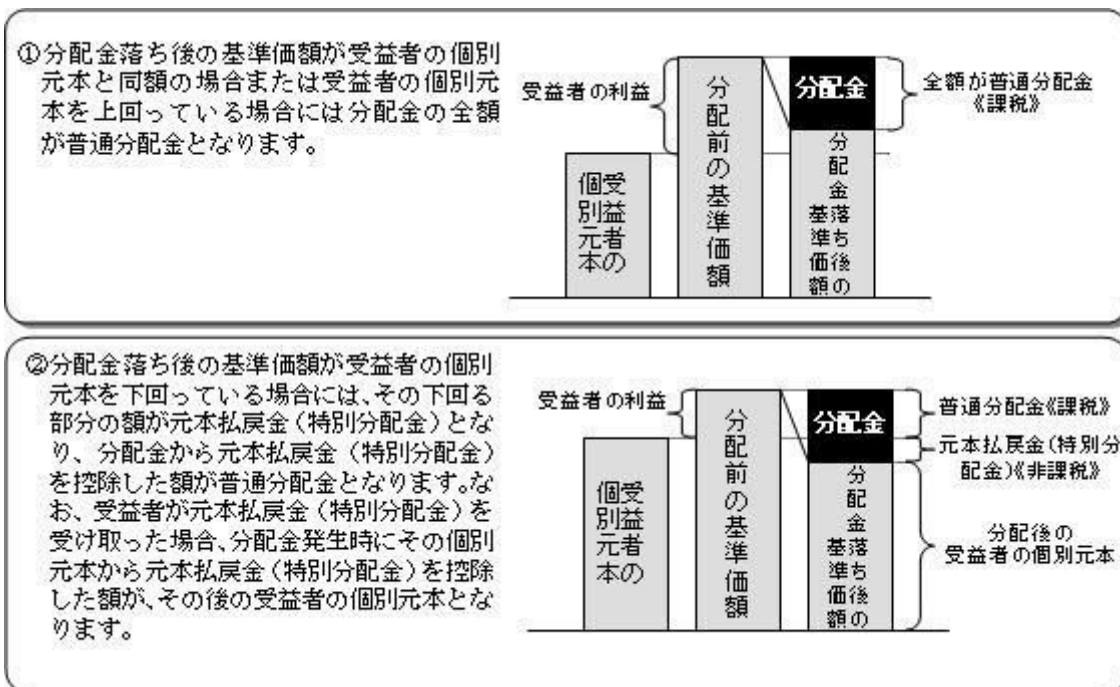 ①分配金落ち後の基準価額が受益者の個別
元本と同額の場合または受益者の個別元
本を上回っている場合には分配金の全額
が普通分配金となります。
受益者の利益
個別元本
受益者の
分配前の基準価額
分配金
基準価額
分配金落ち後の
全額が普通分配金
《課税》
②分配金落ち後の基準価額が受益者の個別
元本を下回っている場合には、その下回る
部分の額が元本払戻金(特別分配金)とな
り、分配金から元本払戻金(特別分配金)
を控除した額が普通分配金となります。な
お、受益者が元本払戻金(特別分配金)を
受け取った場合、分配金発生時にその個別
元本から元本払戻金(特別分配金)を控除
した額が、その後の受益者の個別元本とな
ります。
受益者の利益
受益者の
個別元本
分配前の基準価額
分配金
分配金落ち後の
基準価額
普通分配金《課税》
元本払戻金(特別分
配金)《非課税》
分配後の
受益者の個別元本